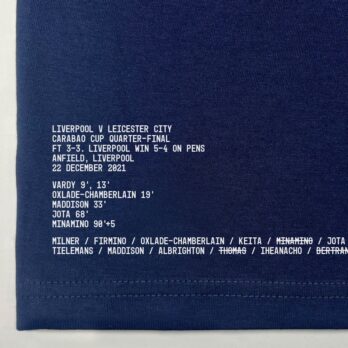 LIVERPOOL V LEICESTER CITY
CARABAO CUP QUARTER-FINAL
FT 3-3. LIVERPOOL WIN 5-4 ON PENS
ANFIELD, LIVERPOOL
22 DECEMBER 2021
VARDY 9', 13'
OXLADE-CHAMBERLAIN 19'
MADDISON 33'
JOTA 68'
MINAMINO 90'+5
MILNER / FIRMINO / OXLADE-CHAMBERLAIN / KEITA / MINAMINO / JOTA
TIELEMANS / MADDISON / ALBRIGHTON / THOMAS / IHEANACHO / BERTRAN